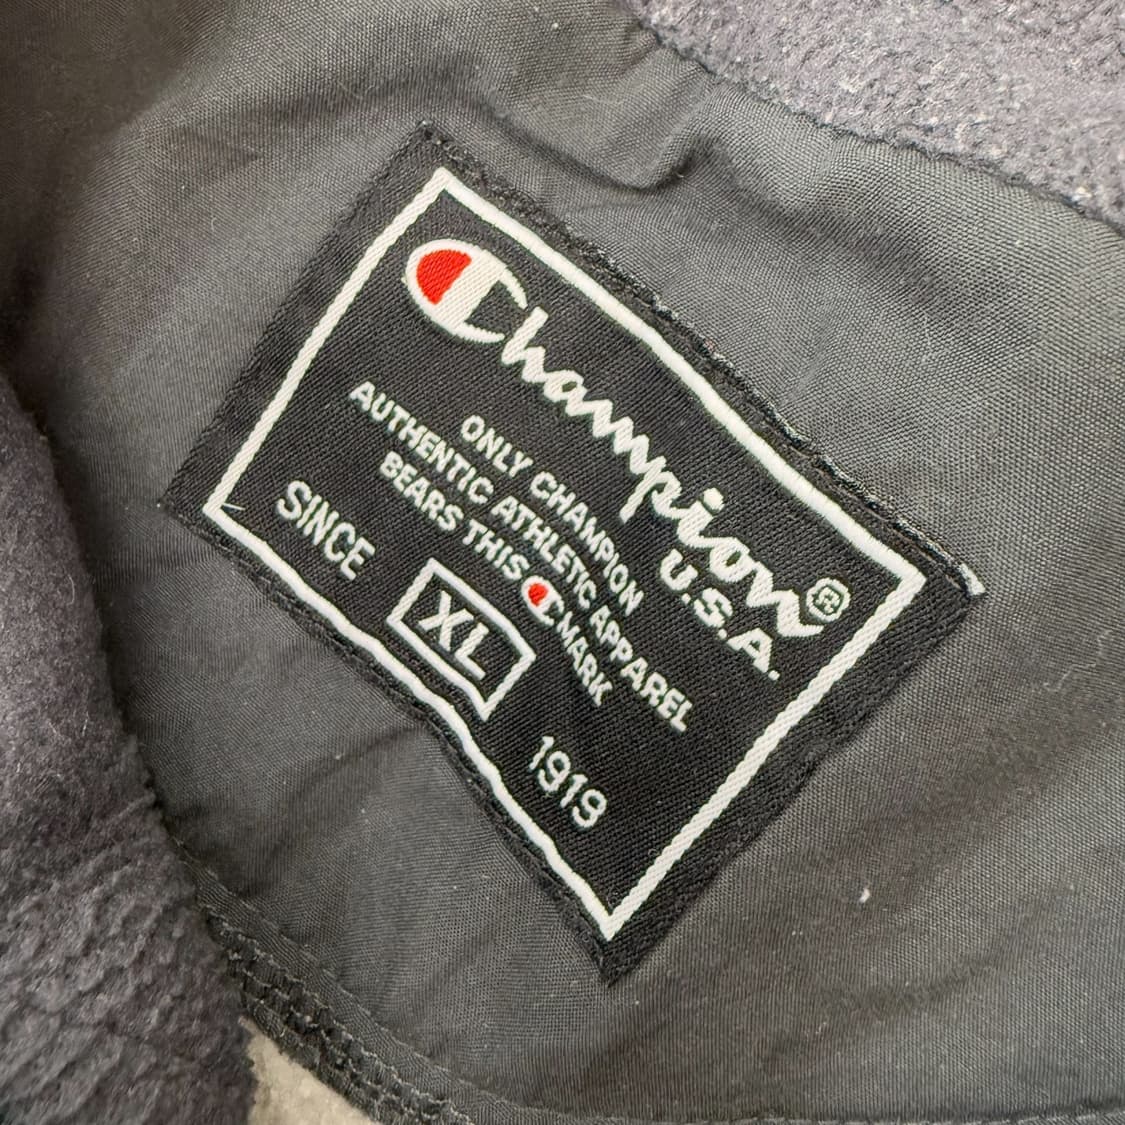 Champion®
U.S.A.
ONLY CHAMPION
AUTHENTIC ATHLETIC APPAREL
BEARS THIS C MARK
SINCE XL 1919